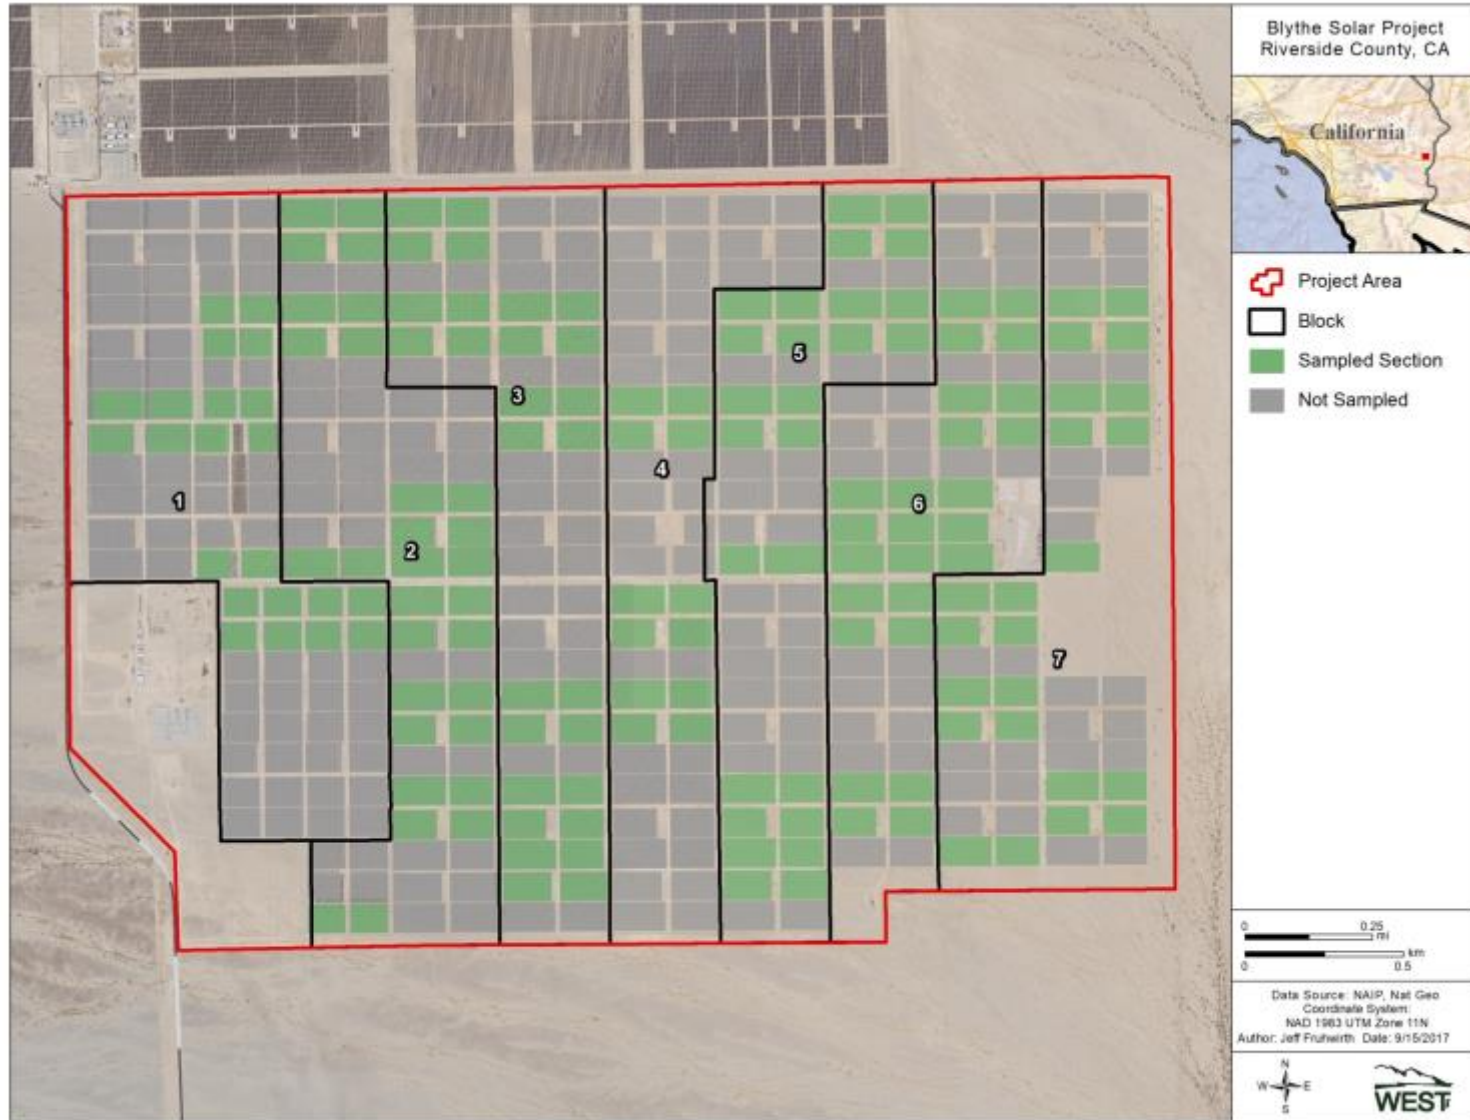 Blythe Solar Project
Riverside County, CA
California
Project Area
Block
Sampled Section
Not Sampled
1
2
3
4
5
6
7
0 0.25
mi
km
0 0.5
Data Source: NAIP, Nat Geo
Coordinate System:
NAD 1983 UTM Zone 11N
Author: Jeff Fruhwirth Date: 9/15/2017
N
W E
S
WEST